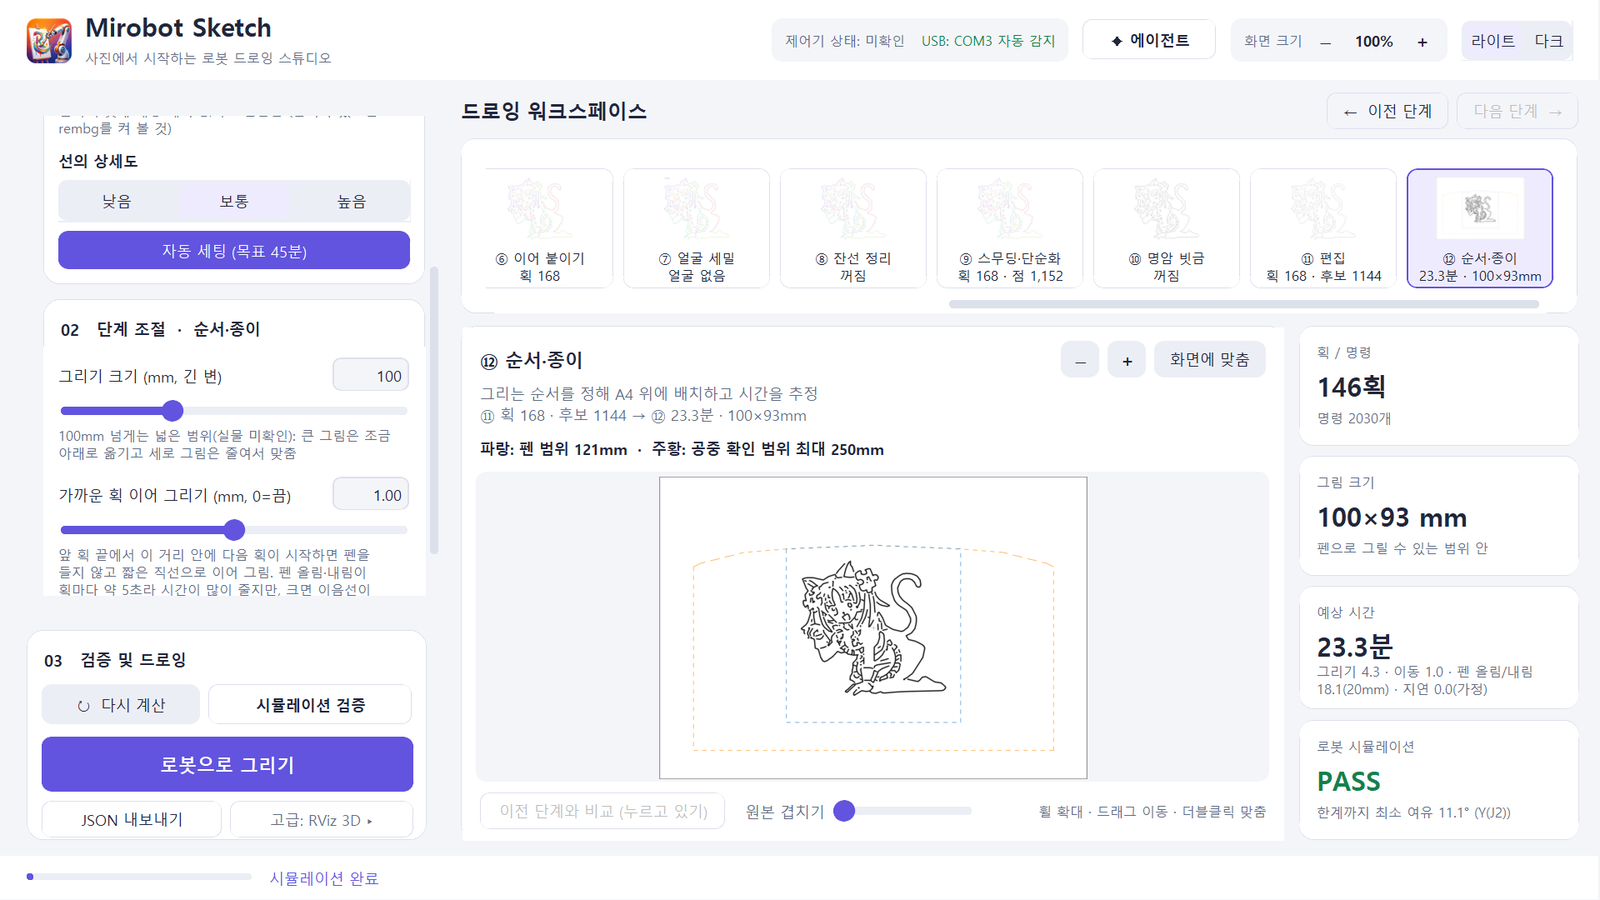 Mirobot Sketch
사진에서 시작하는 로봇 드로잉 스튜디오
제어기 상태: 미확인 USB: COM3 자동 감지
⌖ 에이전트
화면 크기 – 100% +
라이트 다크
rembg를 켜 볼 것)
선의 상세도
낮음 보통 높음
자동 세팅 (목표 45분)
02 단계 조절 · 순서·종이
그리기 크기 (mm, 긴 변) 100
100mm 넘게는 넓은 범위(실물 미확인): 큰 그림은 조금
아래로 옮기고 세로 그림은 줄여서 맞춤
가까운 획 이어 그리기 (mm, 0=끔) 1.00
앞 획 끝에서 이 거리 안에 다음 획이 시작하면 펜을
들지 않고 짧은 직선으로 이어 그림. 펜 올림·내림이
획마다 약 5초라 시간이 많이 줄지만, 크면 이음선이
03 검증 및 드로잉
↻ 다시 계산
시뮬레이션 검증
로봇으로 그리기
JSON 내보내기
고급: RViz 3D ▸
드로잉 워크스페이스
← 이전 단계
다음 단계 →
⑥ 이어 붙이기
획 168
⑦ 얼굴 세밀
얼굴 없음
⑧ 잔선 정리
꺼짐
⑨ 스무딩·단순화
획 168 · 점 1,152
⑩ 명암 빗금
꺼짐
⑪ 편집
획 168 · 후보 1144
⑫ 순서·종이
23.3분 · 100×93mm
⑫ 순서·종이
– + 화면에 맞춤
그리는 순서를 정해 A4 위에 배치하고 시간을 추정
⑪ 획 168 · 후보 1144 → ⑫ 23.3분 · 100×93mm
파랑: 펜 범위 121mm · 주황: 공중 확인 범위 최대 250mm
이전 단계와 비교 (누르고 있기)
원본 겹치기
휠 확대 · 드래그 이동 · 더블클릭 맞춤
획 / 명령
146획
명령 2030개
그림 크기
100×93 mm
펜으로 그릴 수 있는 범위 안
예상 시간
23.3분
그리기 4.3 · 이동 1.0 · 펜 올림/내림
18.1(20mm) · 지연 0.0(가정)
로봇 시뮬레이션
PASS
한계까지 최소 여유 11.1° (Y(J2))
시뮬레이션 완료